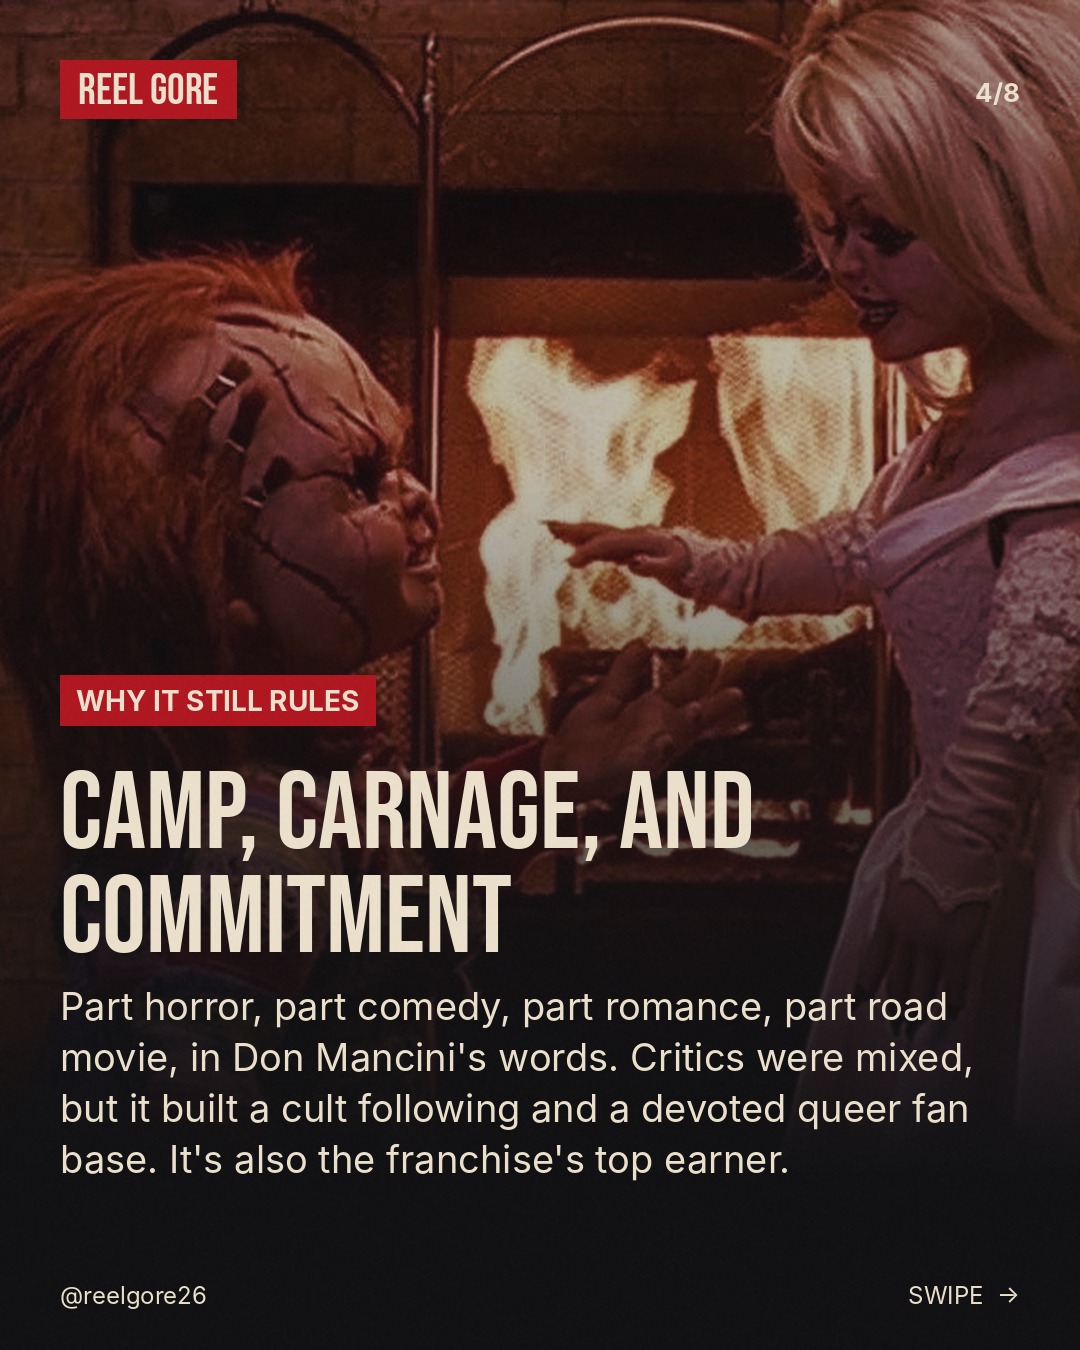 REEL GORE
4/8
WHY IT STILL RULES
CAMP, CARNAGE, AND
COMMITMENT
Part horror, part comedy, part romance, part road
movie, in Don Mancini's words. Critics were mixed,
but it built a cult following and a devoted queer fan
base. It's also the franchise's top earner.
@reelgore26
SWIPE →